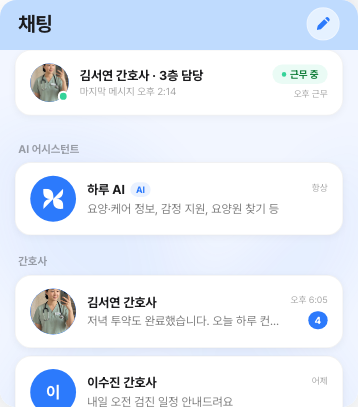 채팅
김서연 간호사 · 3층 담당
마지막 메시지 오후 2:14
근무 중
오후 근무
AI 어시스턴트
하루 AI AI
항상
요양·케어 정보, 감정 지원, 요양원 찾기 등
간호사
김서연 간호사
오후 6:05
저녁 투약도 완료했습니다. 오늘 하루 컨...
4
이
이수진 간호사
어제
내일 오전 검진 일정 안내드려요